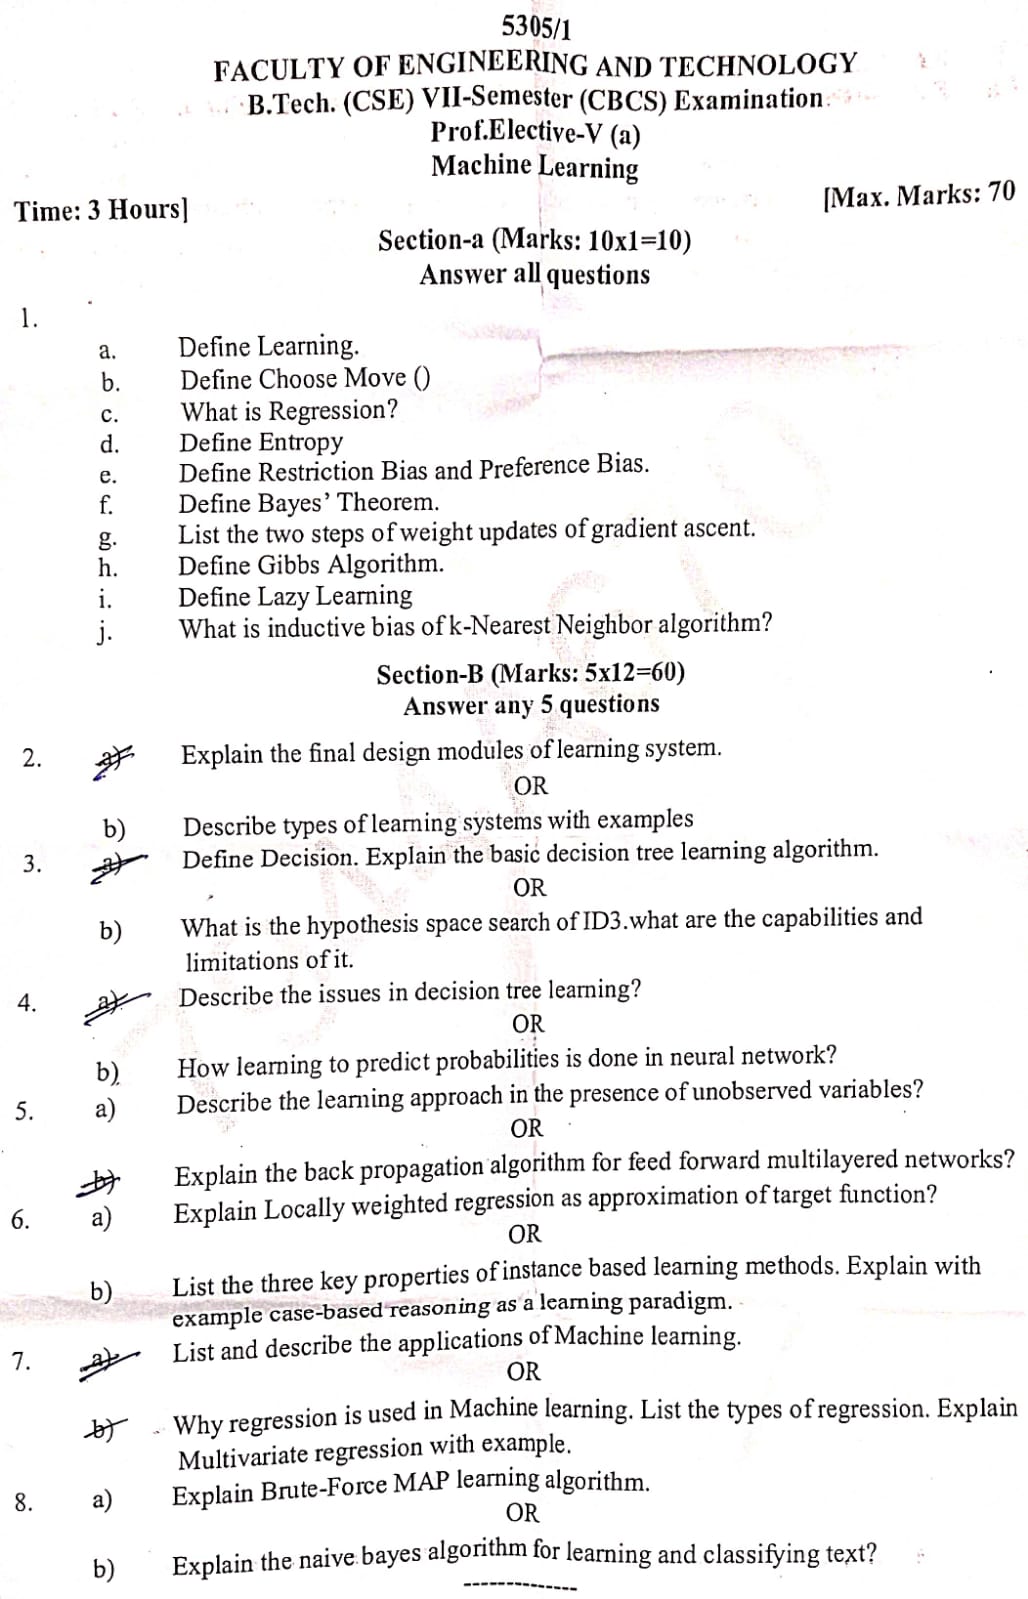 5305/1
FACULTY OF ENGINEERING AND TECHNOLOGY
B.Tech. (CSE) VII-Semester (CBCS) Examination
Prof.Elective-V (a)
Machine Learning
Time: 3 Hours] [Max. Marks: 70
Section-a (Marks: 10x1=10)
Answer all questions
1.
a. Define Learning.
b. Define Choose Move ()
c. What is Regression?
d. Define Entropy
e. Define Restriction Bias and Preference Bias.
f. Define Bayes' Theorem.
g. List the two steps of weight updates of gradient ascent.
h. Define Gibbs Algorithm.
i. Define Lazy Learning
j. What is inductive bias of k-Nearest Neighbor algorithm?
Section-B (Marks: 5x12=60)
Answer any 5 questions
2. a) Explain the final design modules of learning system.
OR
b) Describe types of learning systems with examples
3. a) Define Decision. Explain the basic decision tree learning algorithm.
OR
b) What is the hypothesis space search of ID3.what are the capabilities and
limitations of it.
4. a) Describe the issues in decision tree learning?
OR
b) How learning to predict probabilities is done in neural network?
5. a) Describe the learning approach in the presence of unobserved variables?
OR
b) Explain the back propagation algorithm for feed forward multilayered networks?
6. a) Explain Locally weighted regression as approximation of target function?
OR
b) List the three key properties of instance based learning methods. Explain with
example case-based reasoning as a learning paradigm.
7. a) List and describe the applications of Machine learning.
OR
b) Why regression is used in Machine learning. List the types of regression. Explain
Multivariate regression with example.
8. a) Explain Brute-Force MAP learning algorithm.
OR
b) Explain the naive bayes algorithm for learning and classifying text?